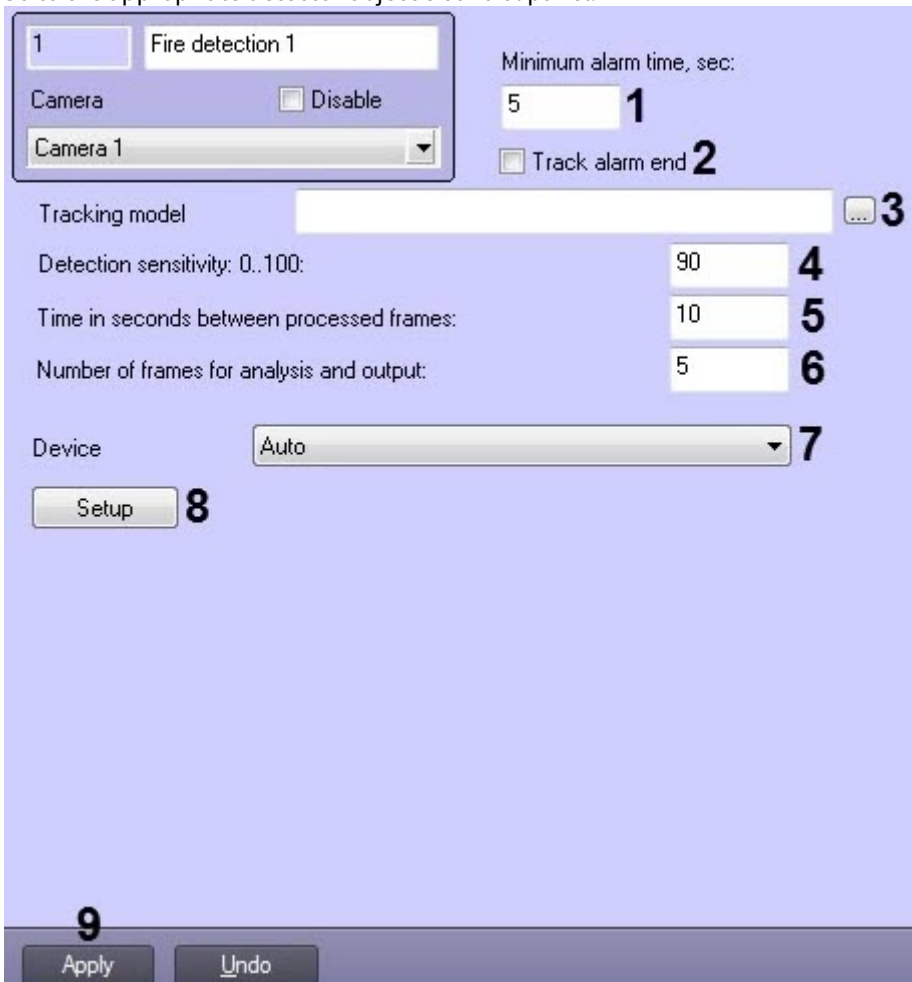 1 Fire detection 1
Minimum alarm time, sec:
Camera Disable
5 1
Camera 1
Track alarm end 2
Tracking model ... 3
Detection sensitivity: 0..100: 90 4
Time in seconds between processed frames: 10 5
Number of frames for analysis and output: 5 6
Device Auto 7
Setup 8
9
Apply Undo